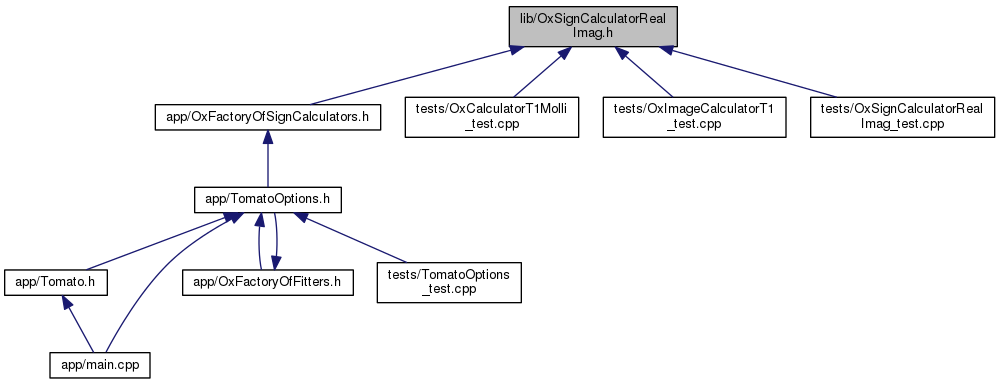 lib/OxSignCalculatorReal
Imag.h
app/OxFactoryOfSignCalculators.h
tests/OxCalculatorT1Molli
_test.cpp
tests/OxImageCalculatorT1
_test.cpp
tests/OxSignCalculatorReal
Imag_test.cpp
app/TomatoOptions.h
app/Tomato.h
app/OxFactoryOfFitters.h
tests/TomatoOptions
_test.cpp
app/main.cpp